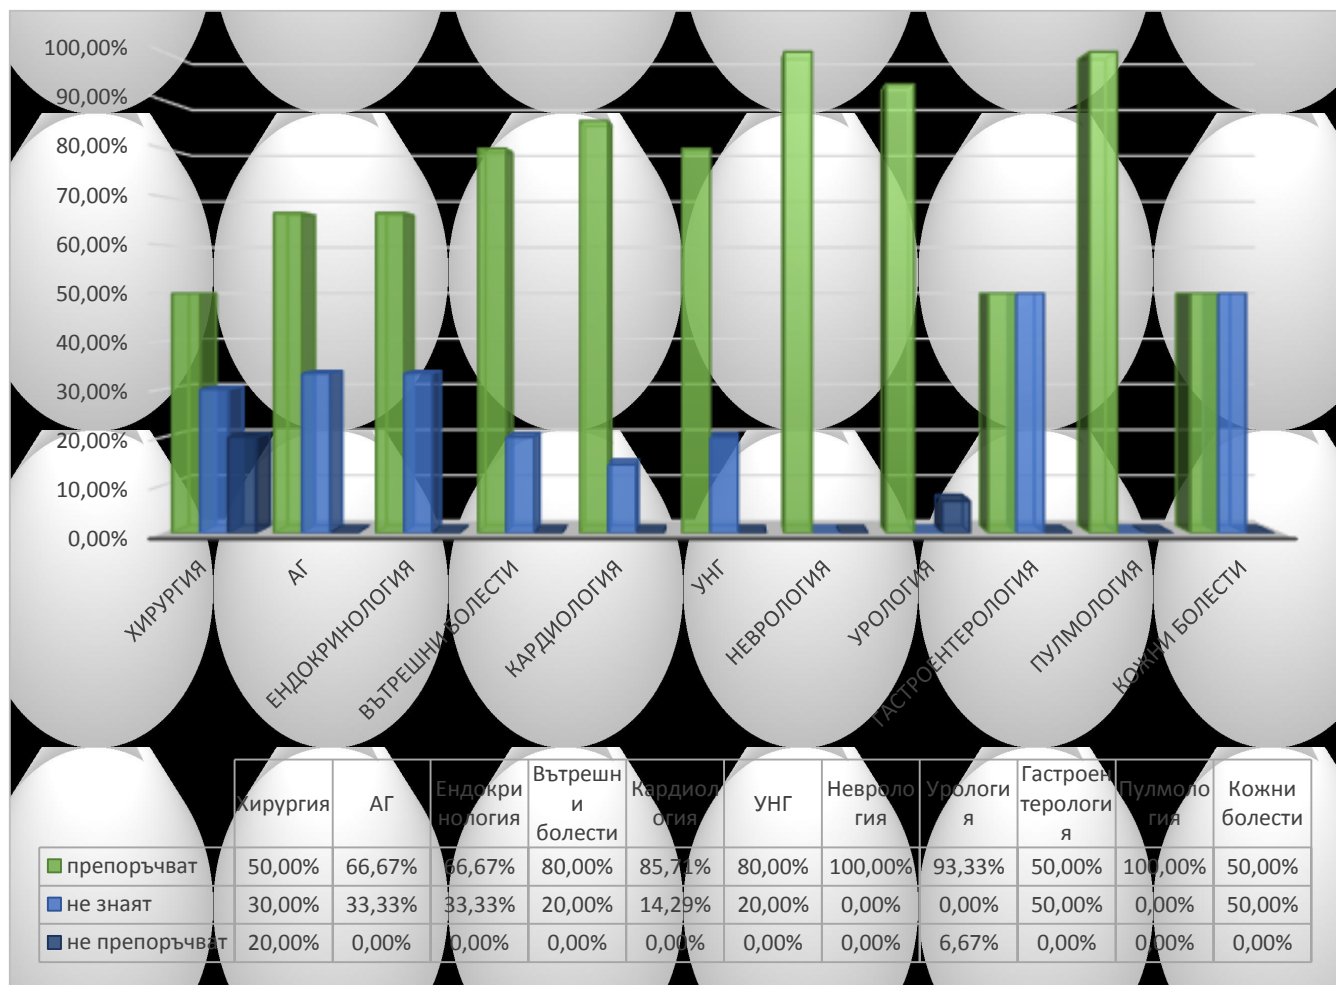 100,00%
90,00%
80,00%
70,00%
60,00%
50,00%
40,00%
30,00%
20,00%
10,00%
0,00%
ХИРУРГИЯ
АГ
ЕНДОКРИНОЛОГИЯ
ВЪТРЕШНИ БОЛЕСТИ
КАРДИОЛОГИЯ
УНГ
НЕВРОЛОГИЯ
УРОЛОГИЯ
ГАСТРОЕНТЕРОЛОГИЯ
ПУЛМОЛОГИЯ
КОЖНИ БОЛЕСТИ
Хирургия
АГ
Ендокри
нология
Вътрешн
и
болести
Кардиол
огия
УНГ
Невроло
гия
Урологи
я
Гастроен
терологи
я
Пулмоло
гия
Кожни
болести
препоръчват 50,00% 66,67% 66,67% 80,00% 85,71% 80,00% 100,00% 93,33% 50,00% 100,00% 50,00%
не знаят 30,00% 33,33% 33,33% 20,00% 14,29% 20,00% 0,00% 0,00% 50,00% 0,00% 50,00%
не препоръчват 20,00% 0,00% 0,00% 0,00% 0,00% 0,00% 0,00% 6,67% 0,00% 0,00% 0,00%